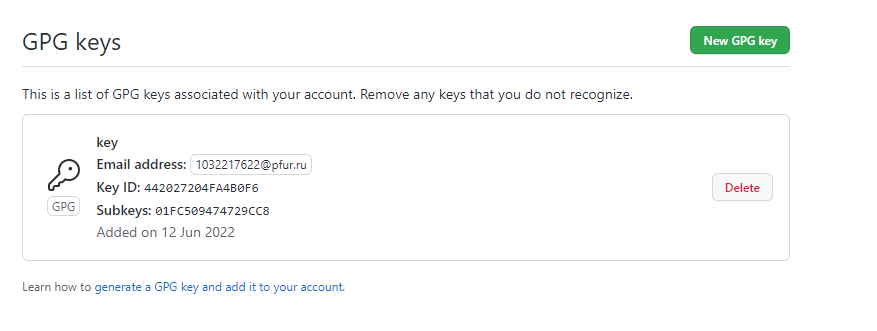 GPG keys
New GPG key
This is a list of GPG keys associated with your account. Remove any keys that you do not recognize.
key
Email address: 1032217622@pfur.ru
Key ID: 442027204FA4B0F6
GPG
Subkeys: 01FC509474729CC8
Added on 12 Jun 2022
Delete
Learn how to generate a GPG key and add it to your account.